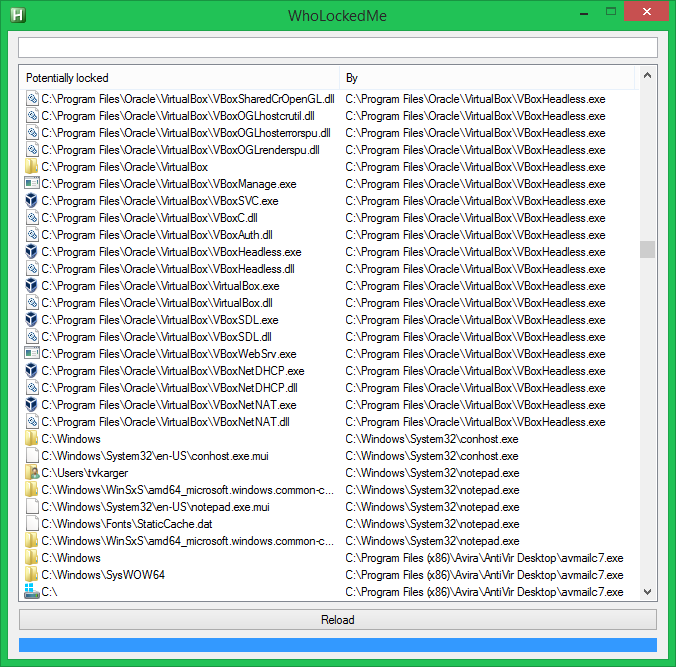 WhoLockedMe
Potentially locked By
C:\Program Files\Oracle\VirtualBox\VBoxSharedCrOpenGL.dll C:\Program Files\Oracle\VirtualBox\VBoxHeadless.exe
C:\Program Files\Oracle\VirtualBox\VBoxOGLhostcrutil.dll C:\Program Files\Oracle\VirtualBox\VBoxHeadless.exe
C:\Program Files\Oracle\VirtualBox\VBoxOGLhosterrorspu.dll C:\Program Files\Oracle\VirtualBox\VBoxHeadless.exe
C:\Program Files\Oracle\VirtualBox\VBoxOGLrenderspu.dll C:\Program Files\Oracle\VirtualBox\VBoxHeadless.exe
C:\Program Files\Oracle\VirtualBox C:\Program Files\Oracle\VirtualBox\VBoxHeadless.exe
C:\Program Files\Oracle\VirtualBox\VBoxManage.exe C:\Program Files\Oracle\VirtualBox\VBoxHeadless.exe
C:\Program Files\Oracle\VirtualBox\VBoxSVC.exe C:\Program Files\Oracle\VirtualBox\VBoxHeadless.exe
C:\Program Files\Oracle\VirtualBox\VBoxC.dll C:\Program Files\Oracle\VirtualBox\VBoxHeadless.exe
C:\Program Files\Oracle\VirtualBox\VBoxAuth.dll C:\Program Files\Oracle\VirtualBox\VBoxHeadless.exe
C:\Program Files\Oracle\VirtualBox\VBoxHeadless.exe C:\Program Files\Oracle\VirtualBox\VBoxHeadless.exe
C:\Program Files\Oracle\VirtualBox\VBoxHeadless.dll C:\Program Files\Oracle\VirtualBox\VBoxHeadless.exe
C:\Program Files\Oracle\VirtualBox\VirtualBox.exe C:\Program Files\Oracle\VirtualBox\VBoxHeadless.exe
C:\Program Files\Oracle\VirtualBox\VirtualBox.dll C:\Program Files\Oracle\VirtualBox\VBoxHeadless.exe
C:\Program Files\Oracle\VirtualBox\VBoxSDL.exe C:\Program Files\Oracle\VirtualBox\VBoxHeadless.exe
C:\Program Files\Oracle\VirtualBox\VBoxSDL.dll C:\Program Files\Oracle\VirtualBox\VBoxHeadless.exe
C:\Program Files\Oracle\VirtualBox\VBoxWebSrv.exe C:\Program Files\Oracle\VirtualBox\VBoxHeadless.exe
C:\Program Files\Oracle\VirtualBox\VBoxNetDHCP.exe C:\Program Files\Oracle\VirtualBox\VBoxHeadless.exe
C:\Program Files\Oracle\VirtualBox\VBoxNetDHCP.dll C:\Program Files\Oracle\VirtualBox\VBoxHeadless.exe
C:\Program Files\Oracle\VirtualBox\VBoxNetNAT.exe C:\Program Files\Oracle\VirtualBox\VBoxHeadless.exe
C:\Program Files\Oracle\VirtualBox\VBoxNetNAT.dll C:\Program Files\Oracle\VirtualBox\VBoxHeadless.exe
C:\Windows C:\Windows\System32\conhost.exe
C:\Windows\System32\en-US\conhost.exe.mui C:\Windows\System32\conhost.exe
C:\Users\tvkarger C:\Windows\System32\notepad.exe
C:\Windows\WinSxS\amd64_microsoft.windows.common-c... C:\Windows\System32\notepad.exe
C:\Windows\System32\en-US\notepad.exe.mui C:\Windows\System32\notepad.exe
C:\Windows\Fonts\StaticCache.dat C:\Windows\System32\notepad.exe
C:\Windows\WinSxS\amd64_microsoft.windows.common-c... C:\Windows\System32\notepad.exe
C:\Windows C:\Program Files (x86)\Avira\AntiVir Desktop\avmailc7.exe
C:\Windows\SysWOW64 C:\Program Files (x86)\Avira\AntiVir Desktop\avmailc7.exe
C:\ C:\Program Files (x86)\Avira\AntiVir Desktop\avmailc7.exe
Reload